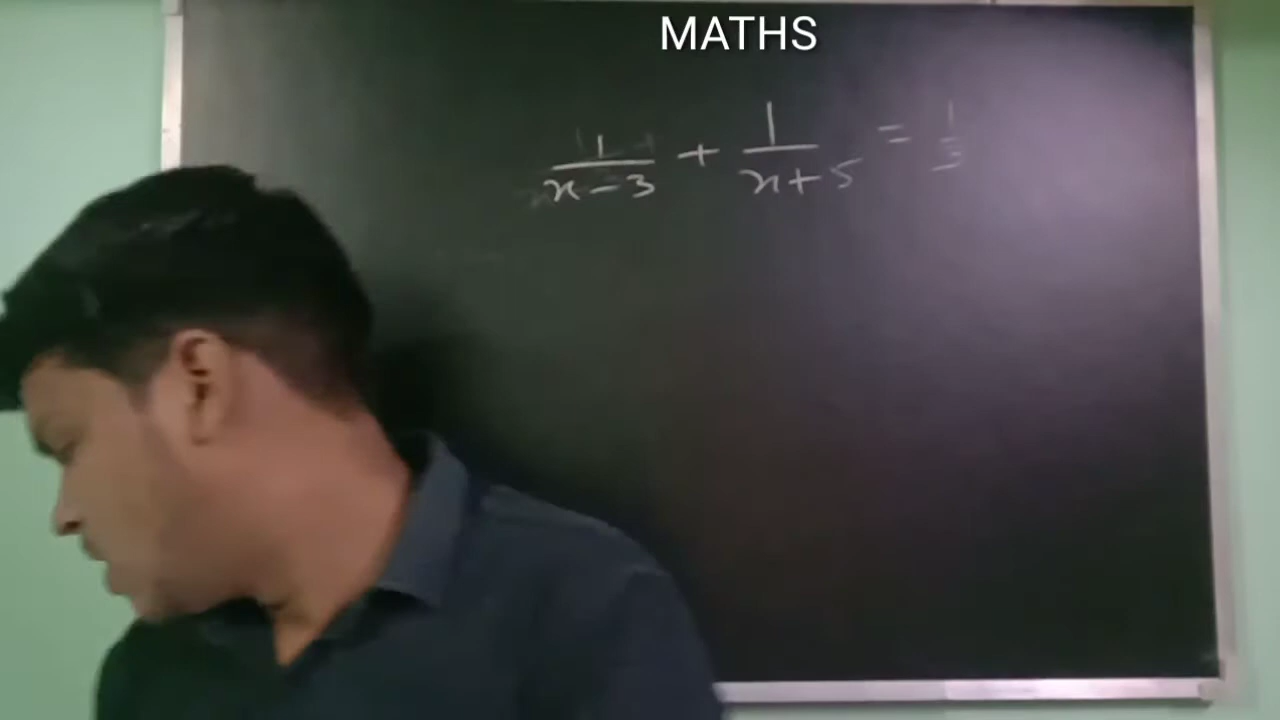 MATHS
1/(x-3) + 1/(x+5) = 1/3